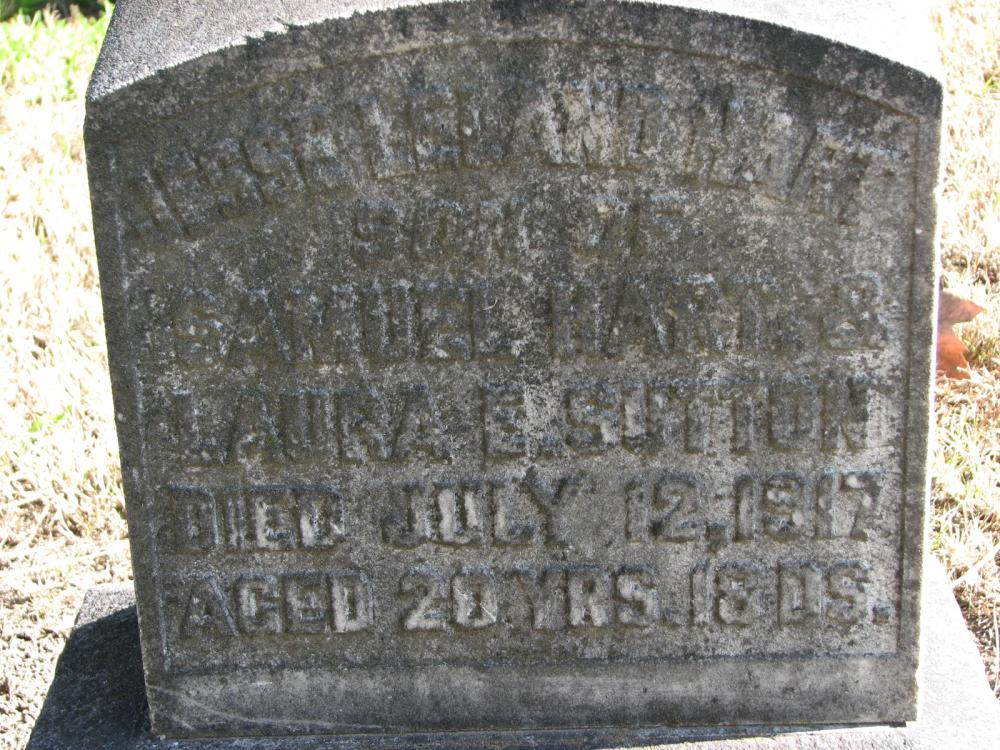 JESSE LELAND HART
SON OF
SAMUEL HART &
LAURA E. SUTTON
DIED JULY 12, 1917.
AGED 20 YRS. 18 DS.